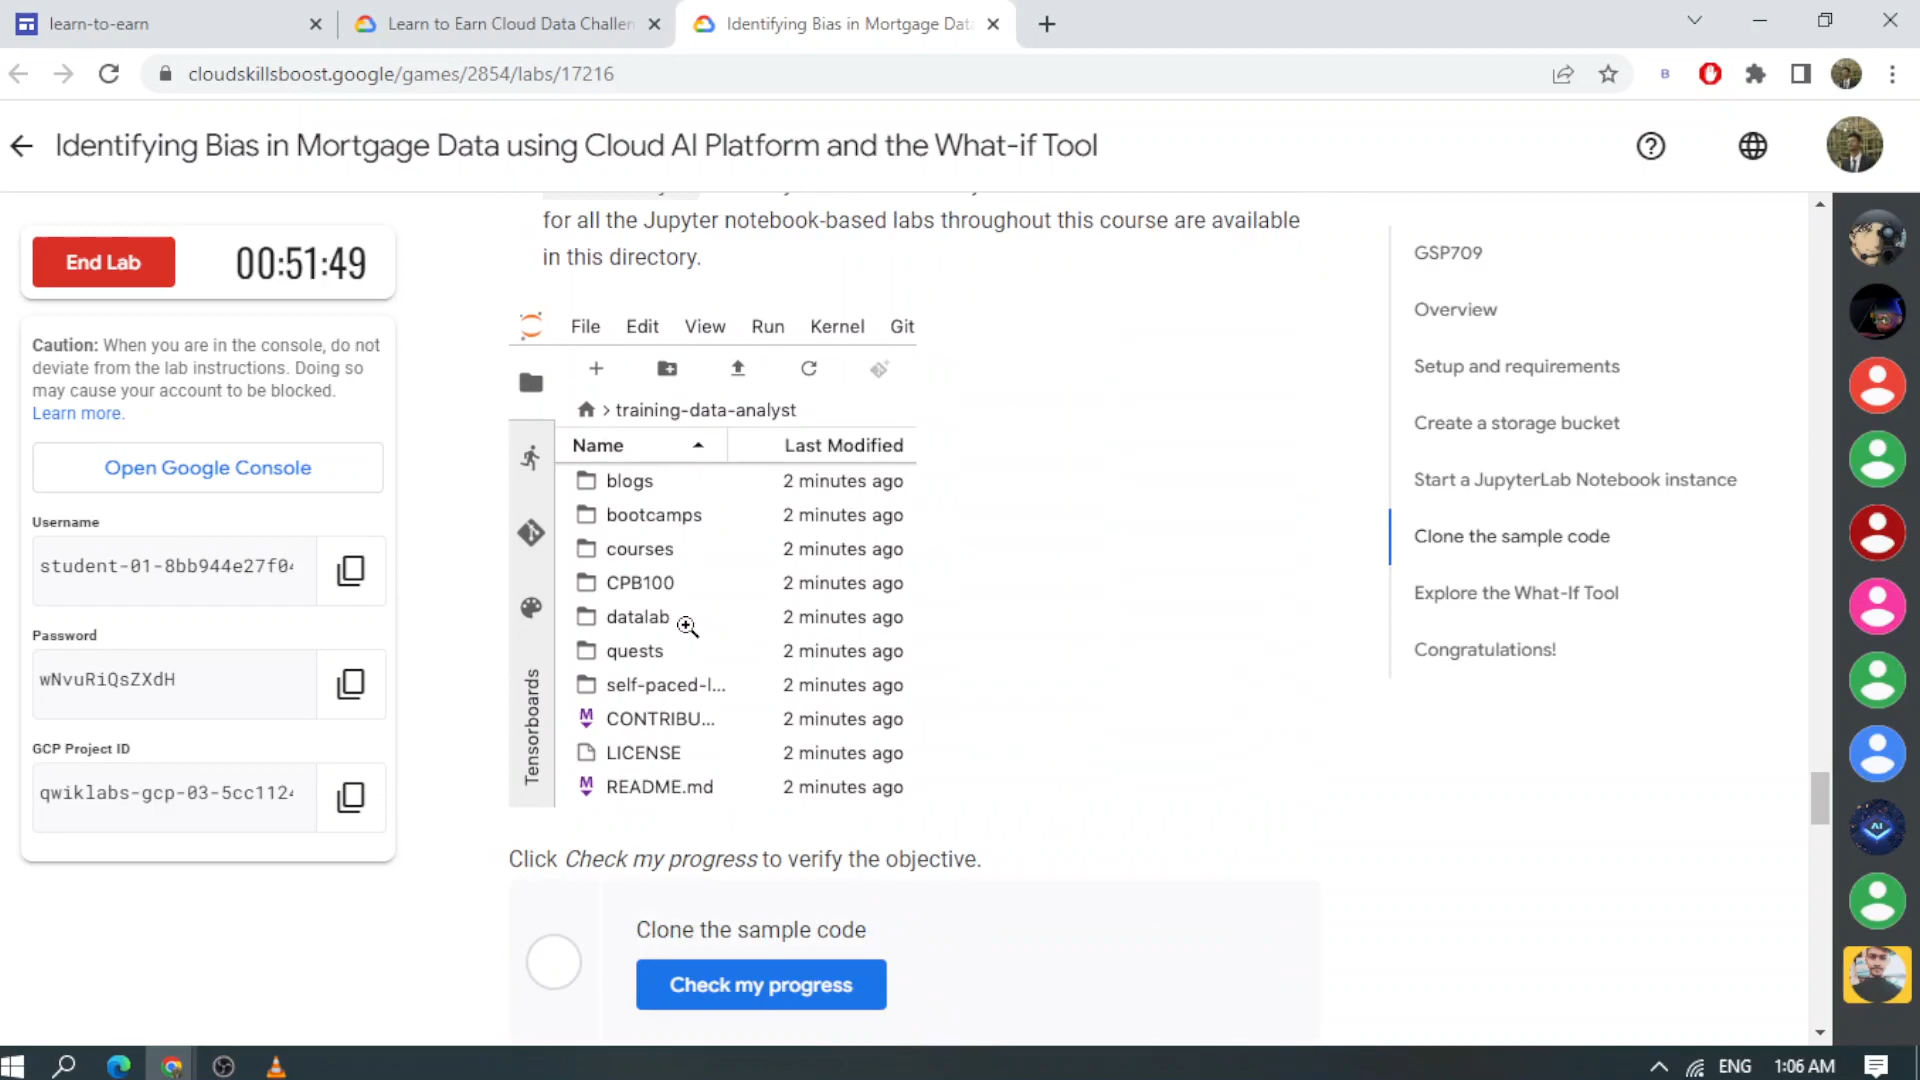 learn-to-earn
Learn to Earn Cloud Data Challen
Identifying Bias in Mortgage Data
cloudskillsboost.google/games/2854/labs/17216
B
Identifying Bias in Mortgage Data using Cloud AI Platform and the What-if Tool
End Lab
00:51:49
Caution: When you are in the console, do not
deviate from the lab instructions. Doing so
may cause your account to be blocked.
Learn more.
Open Google Console
Username
student-01-8bb944e27f04
Password
wNvuRiQsZXdH
GCP Project ID
qwiklabs-gcp-03-5cc1124
for all the Jupyter notebook-based labs throughout this course are available
in this directory.
File Edit View Run Kernel Git
training-data-analyst
Name Last Modified
blogs 2 minutes ago
bootcamps 2 minutes ago
courses 2 minutes ago
CPB100 2 minutes ago
datalab 2 minutes ago
quests 2 minutes ago
self-paced-l... 2 minutes ago
CONTRIBU... 2 minutes ago
LICENSE 2 minutes ago
README.md 2 minutes ago
Tensorboards
Click Check my progress to verify the objective.
Clone the sample code
Check my progress
GSP709
Overview
Setup and requirements
Create a storage bucket
Start a JupyterLab Notebook instance
Clone the sample code
Explore the What-If Tool
Congratulations!
AI
ENG 1:06 AM